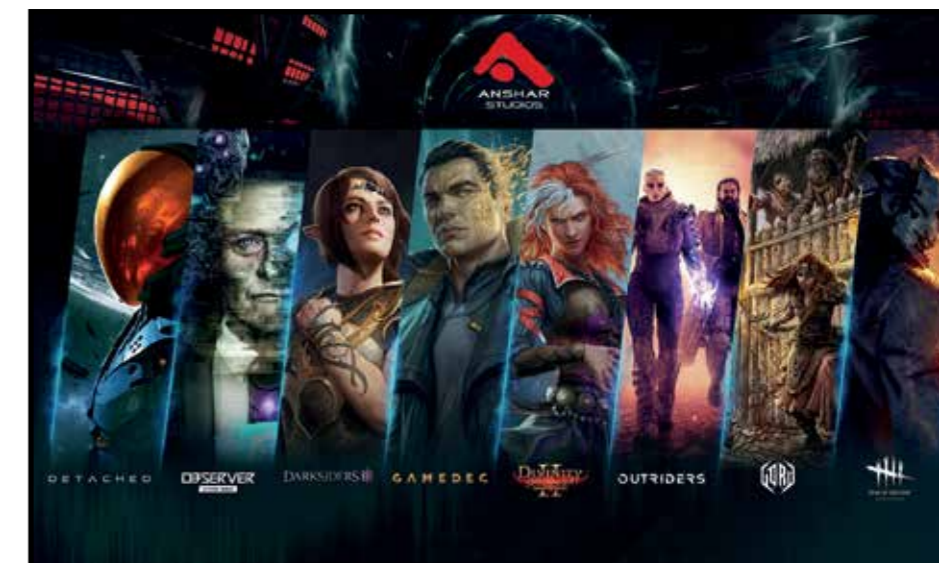 ANSHAR
STUDIOS
DETACHED
OBSERVER
DARKSIDERS III
GAMEDEC
DIVINITY
OUTRIDERS
GORD